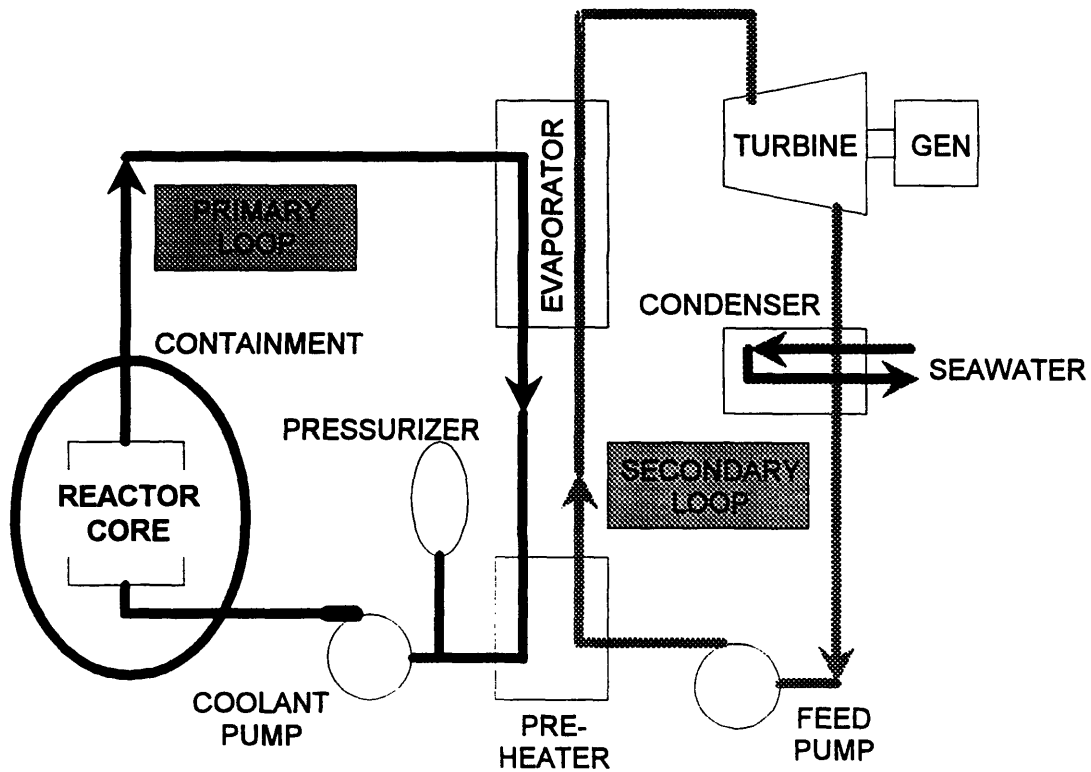 TURBINE
GEN
EVAPORATOR
PRIMARY
LOOP
CONDENSER
CONTAINMENT
SEAWATER
PRESSURIZER
SECONDARY
LOOP
REACTOR
CORE
COOLANT
PUMP
PRE-
HEATER
FEED
PUMP